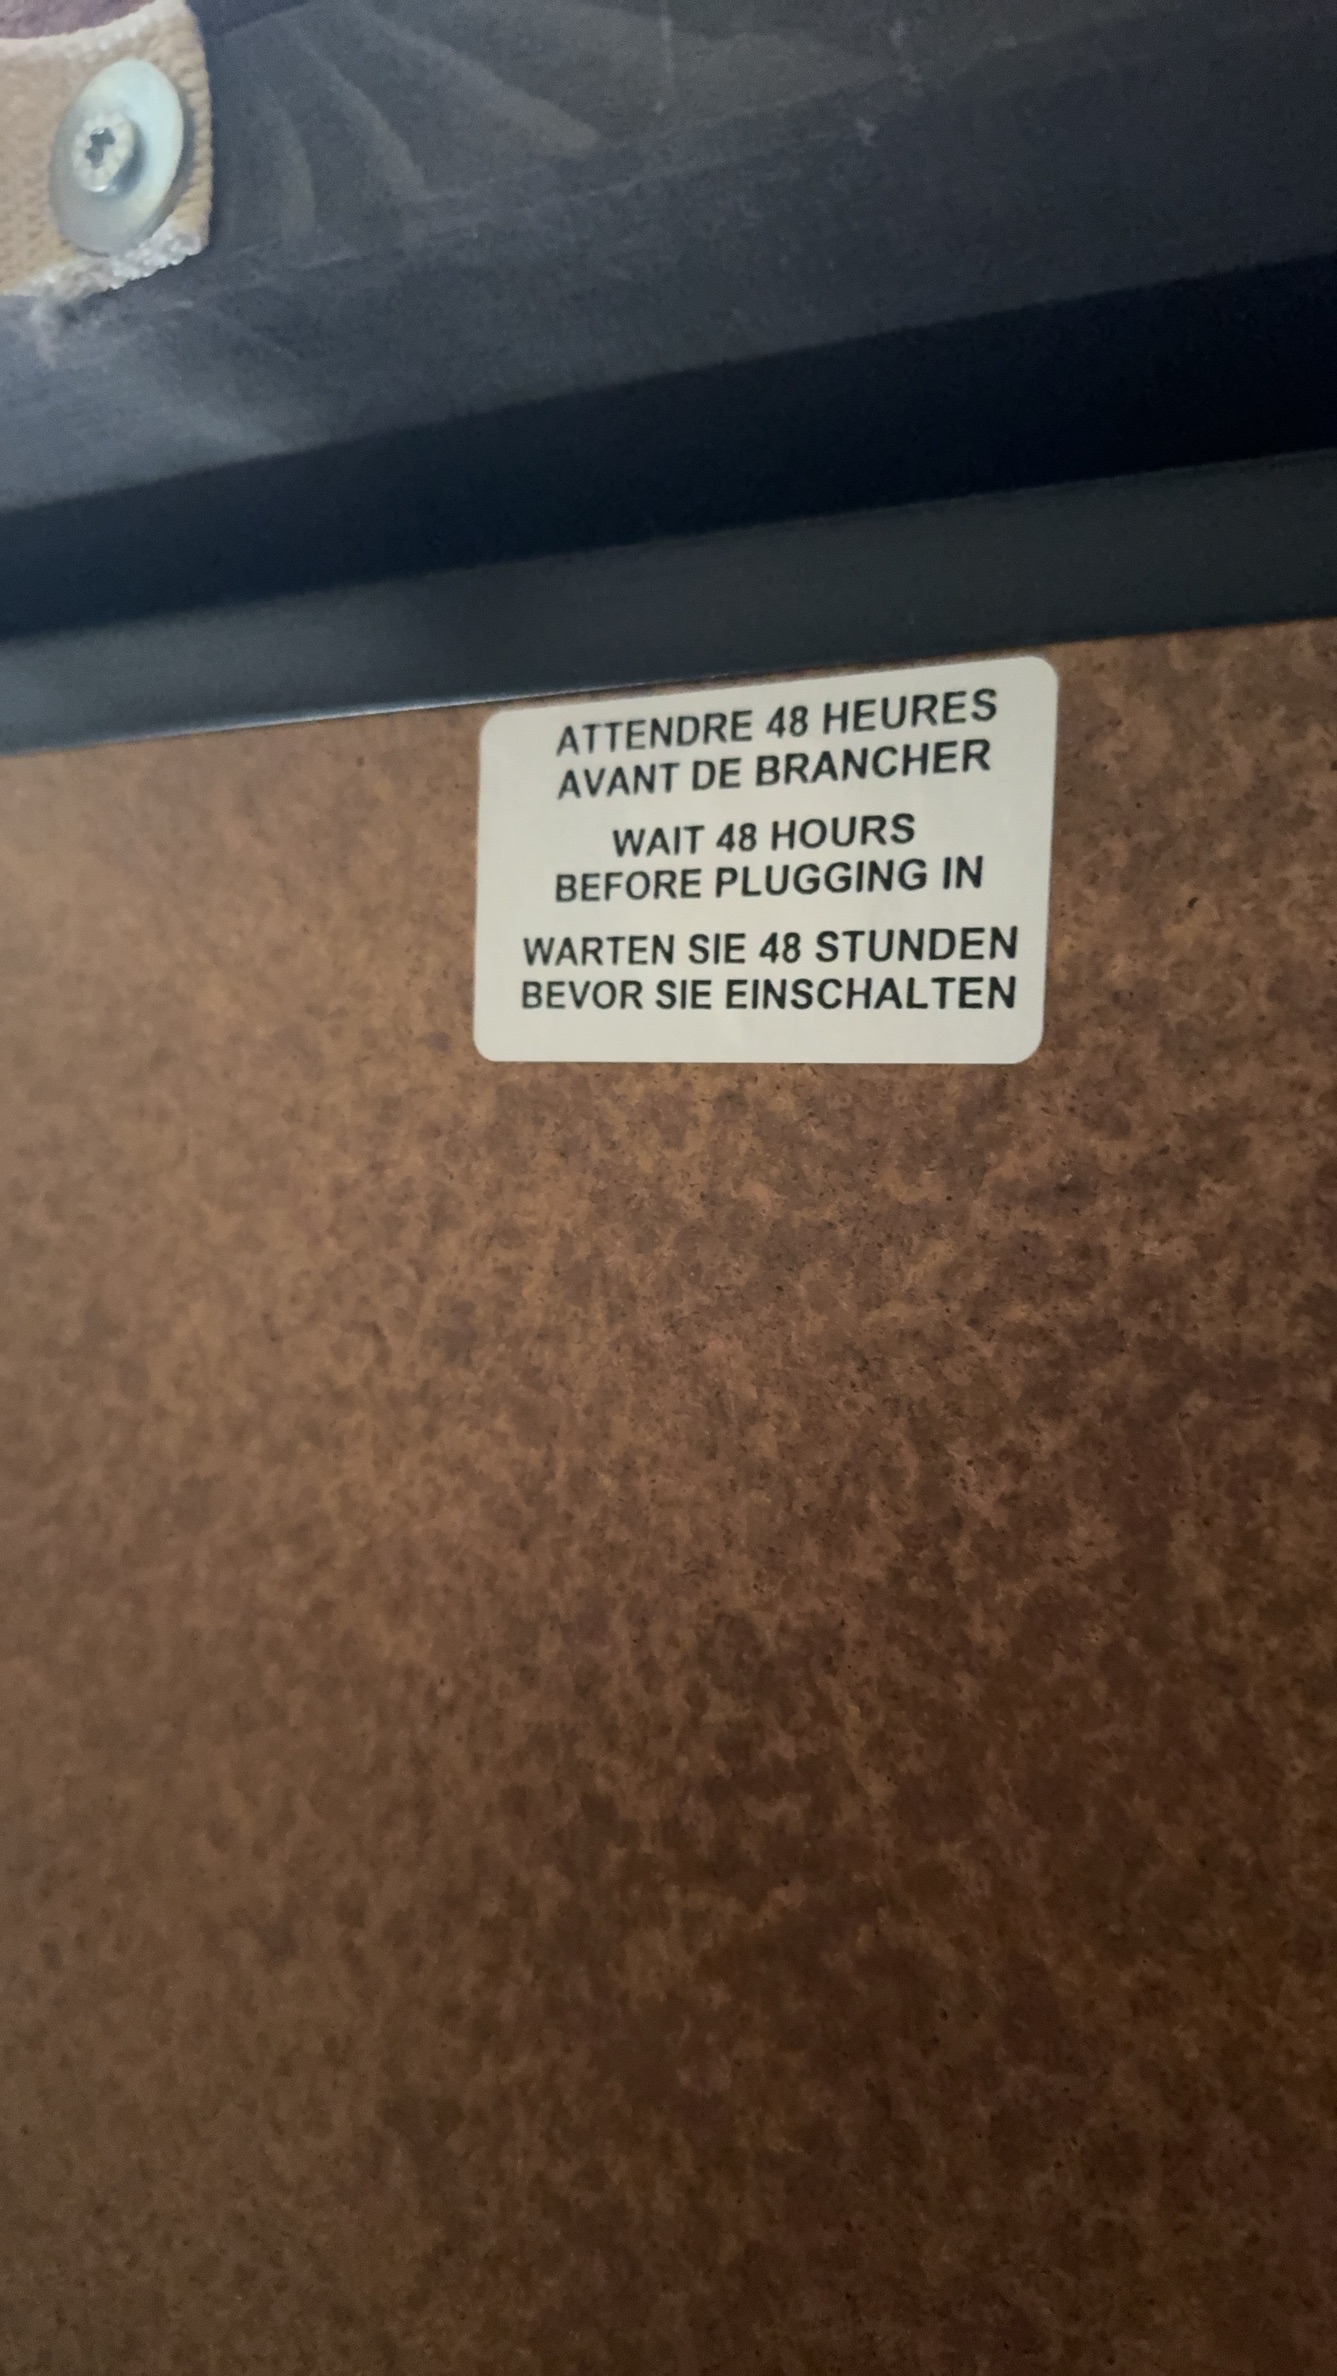 ATTENDRE 48 HEURES
AVANT DE BRANCHER
WAIT 48 HOURS
BEFORE PLUGGING IN
WARTEN SIE 48 STUNDEN
BEVOR SIE EINSCHALTEN